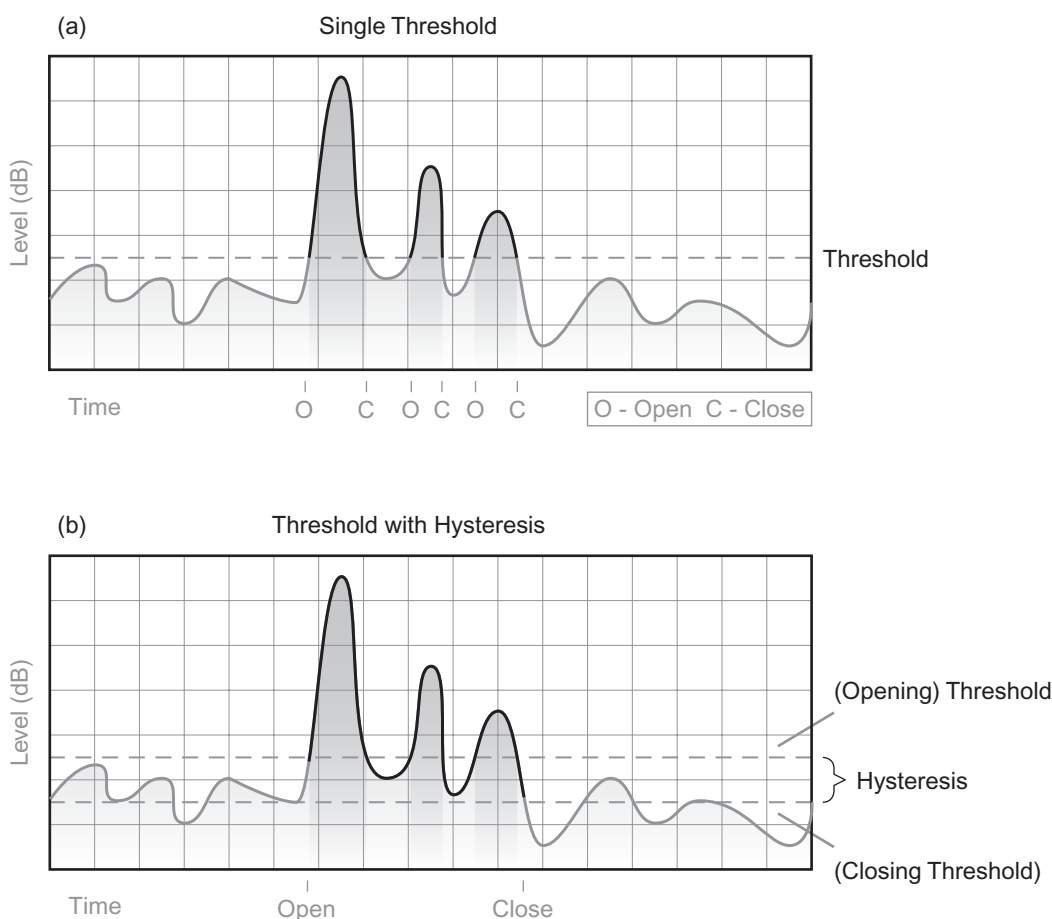 (a)
Single Threshold
Level (dB)
Threshold
Time
O C O C O C
O - Open C - Close
(b)
Threshold with Hysteresis
Level (dB)
(Opening) Threshold
Hysteresis
(Closing Threshold)
Time
Open
Close